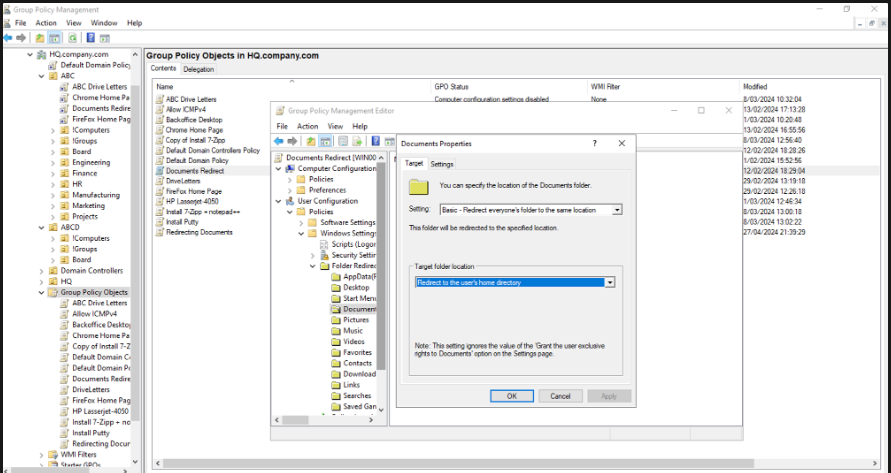 Group Policy Management
File Action View Window Help
HQ.company.com
Default Domain Policy
ABC
ABC Drive Letters
Chrome Home Pa
Documents Redire
FireFox Home Pag
!Computers
!Groups
Board
Engineering
Finance
HR
Manufacturing
Marketing
Projects
ABCD
!Computers
!Groups
Board
Domain Controllers
HQ
Group Policy Objects
ABC Drive Letters
Allow ICMPv4
Backoffice Desktop
Chrome Home Pa
Copy of Install 7-Z
Default Domain C
Default Domain Po
Documents Redire
DriveLetters
FireFox Home Pag
HP Lasserjet-4050
Install 7-Zipp + no
Install Putty
Redirecting Docur
WMI Filters
Starter GPOs
Group Policy Objects in HQ.company.com
Contents Delegation
Name GPO Status WMI Filter Modified
ABC Drive Letters Computer configuration settings disabled None 8/03/2024 10:32:04
Allow ICMPv4 13/02/2024 17:13:28
Backoffice Desktop 1/03/2024 10:20:48
Chrome Home Page 13/02/2024 16:55:56
Copy of Install 7-Zipp 8/03/2024 12:56:40
Default Domain Controllers Policy 12/02/2024 18:28:26
Default Domain Policy 1/02/2024 15:52:56
Documents Redirect 12/02/2024 18:29:04
DriveLetters 29/02/2024 13:19:18
FireFox Home Page 29/02/2024 12:26:18
HP Lasserjet-4050 1/03/2024 12:46:34
Install 7-Zipp + notepad++ 8/03/2024 13:00:18
Install Putty 8/03/2024 13:02:22
Redirecting Documents 27/04/2024 21:39:29
Group Policy Management Editor
File Action View Help
Documents Redirect [WIN00
Computer Configuration
Policies
Preferences
User Configuration
Policies
Software Settings
Windows Settings
Scripts (Logon
Security Settin
Folder Redirec
AppData(R
Desktop
Start Menu
Document
Pictures
Music
Videos
Favorites
Contacts
Download
Links
Searches
Saved Gan
Documents Properties
Target Settings
You can specify the location of the Documents folder.
Setting: Basic - Redirect everyone's folder to the same location
This folder will be redirected to the specified location.
Target folder location
Redirect to the user's home directory
Note: This setting ignores the value of the 'Grant the user exclusive
rights to Documents' option on the Settings page.
OK Cancel Apply